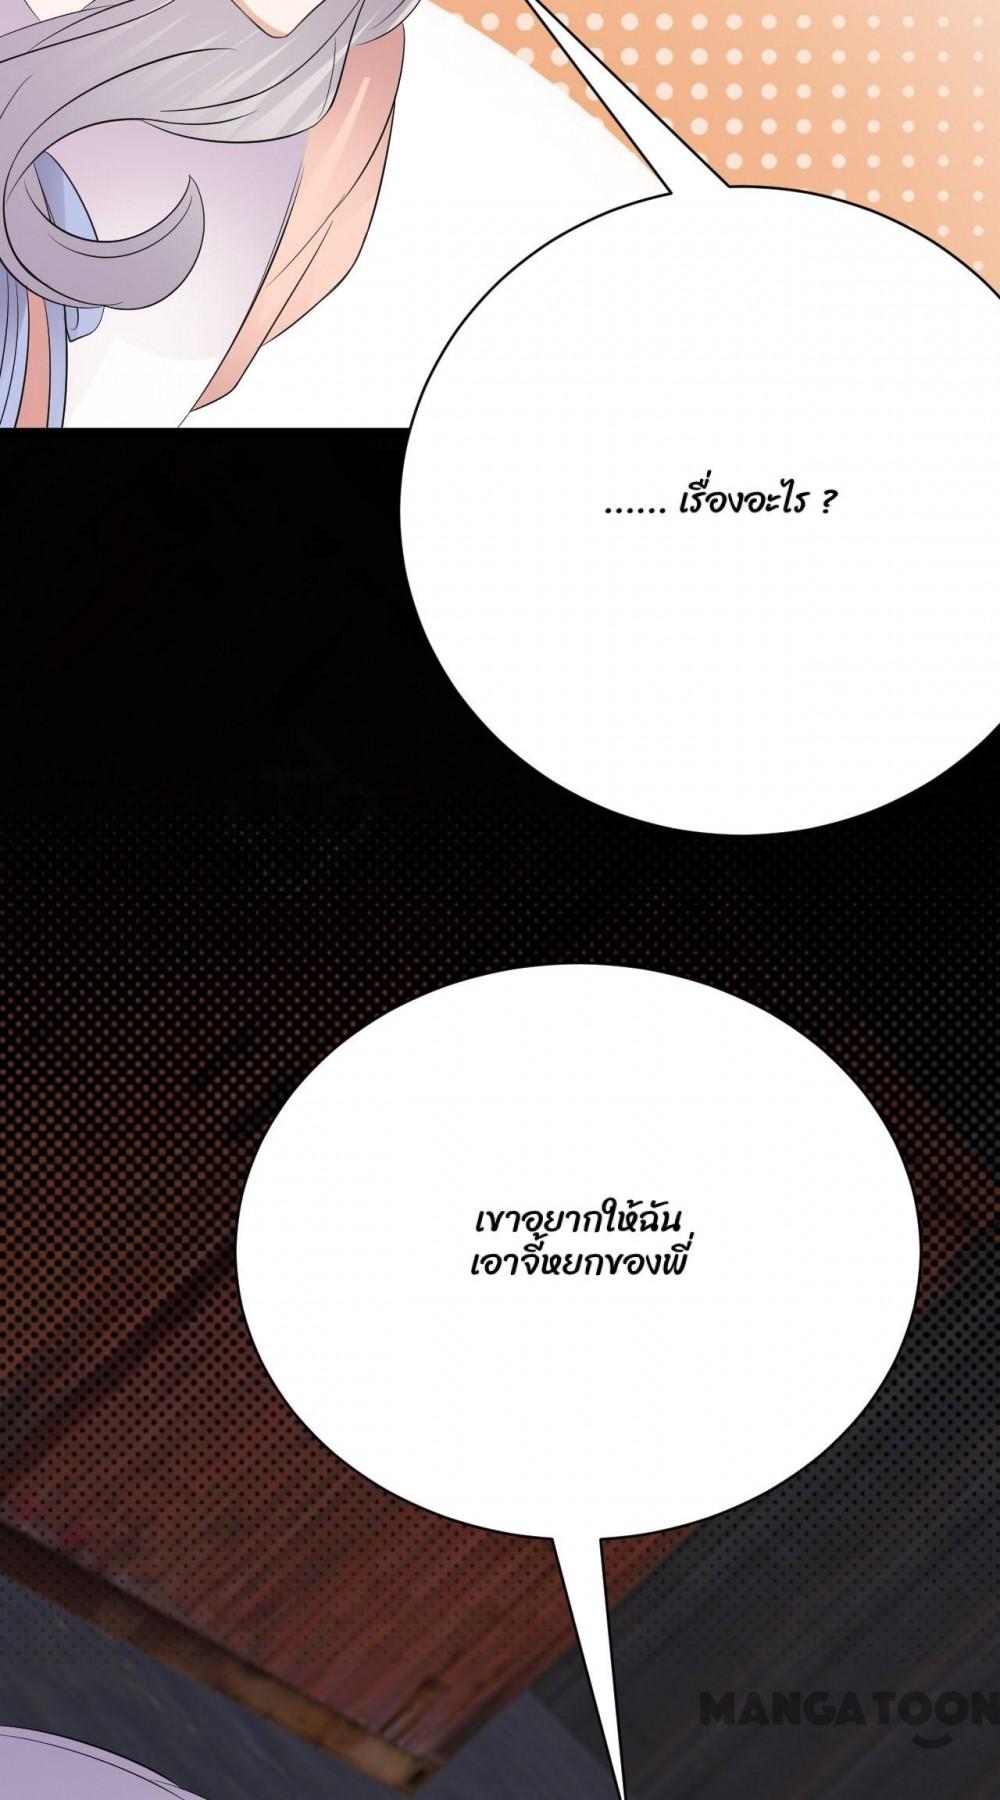 ...... เรื่องอะไร ?
เขาอยากให้ฉัน
เอาจี้หยกของพี่
MANGATOON